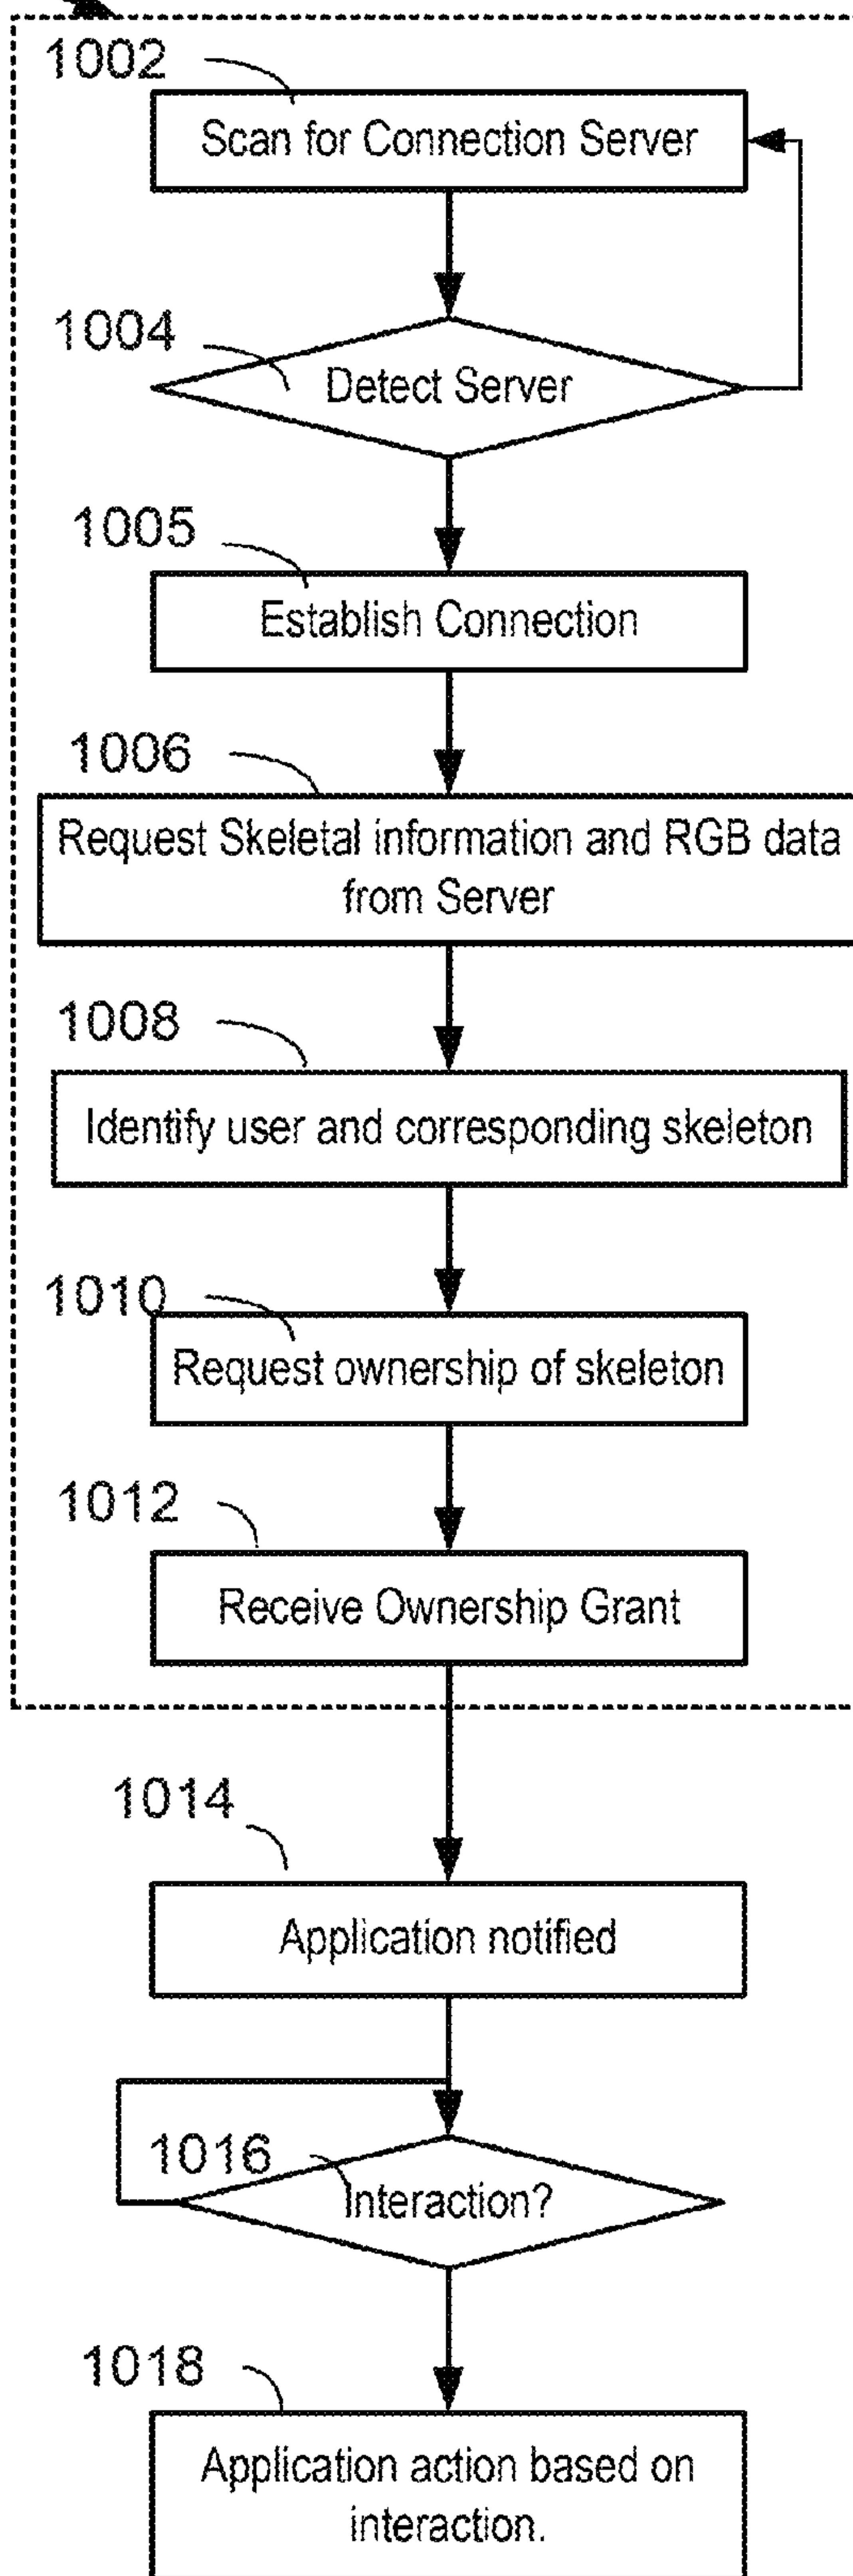 1002
Scan for Connection Server
1004
Detect Server
1005
Establish Connection
1006
Request Skeletal information and RGB data
from Server
1008
Identify user and corresponding skeleton
1010
Request ownership of skeleton
1012
Receive Ownership Grant
1014
Application notified
1016
Interaction?
1018
Application action based on
interaction.